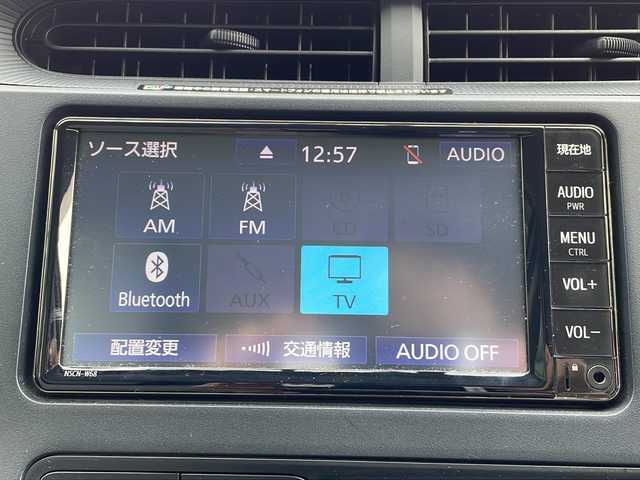 ソース選択
12:57
AUDIO
現在地
AM
FM
CD
SD
AUDIO
PWR
MENU
CTRL
Bluetooth
AUX
TV
VOL+
VOL−
配置変更
交通情報
AUDIO OFF
NSCN-W68